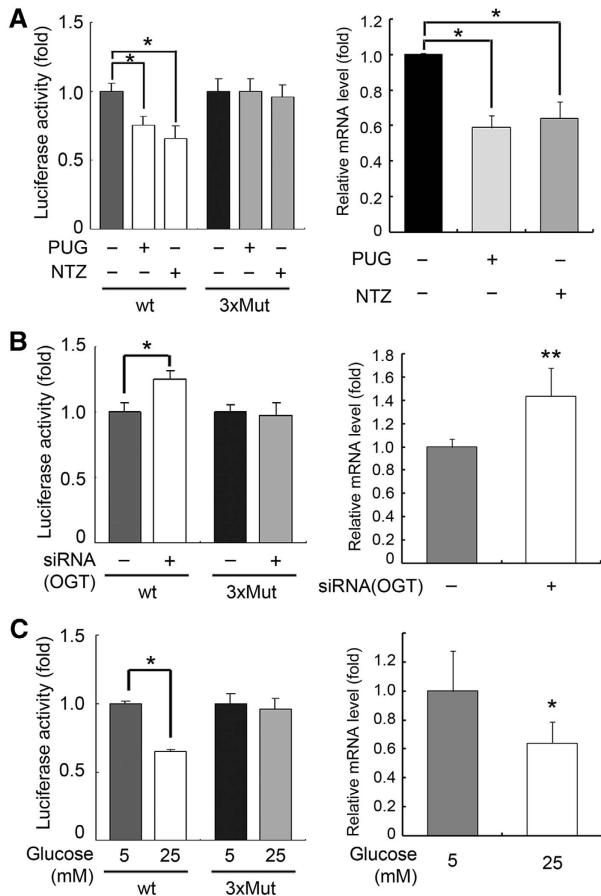 A
Luciferase activity (fold)
1.5
1.0
0.5
0
* *
PUG – + – – + –
NTZ – – + – – +
wt 3xMut
Relative mRNA level (fold)
1.2
1.0
0.8
0.6
0.4
0.2
0
* *
PUG – + –
NTZ – – +
B
Luciferase activity (fold)
1.5
1.0
0.5
0
*
siRNA – + – +
(OGT)
wt 3xMut
Relative mRNA level (fold)
1.8
1.6
1.4
1.2
1.0
0.8
0.6
0.4
0.2
0
**
siRNA(OGT) – +
C
Luciferase activity (fold)
1.5
1.0
0.5
0
*
Glucose 5 25 5 25
(mM)
wt 3xMut
Relative mRNA level (fold)
1.4
1.2
1.0
0.8
0.6
0.4
0.2
0
*
Glucose 5 25
(mM)